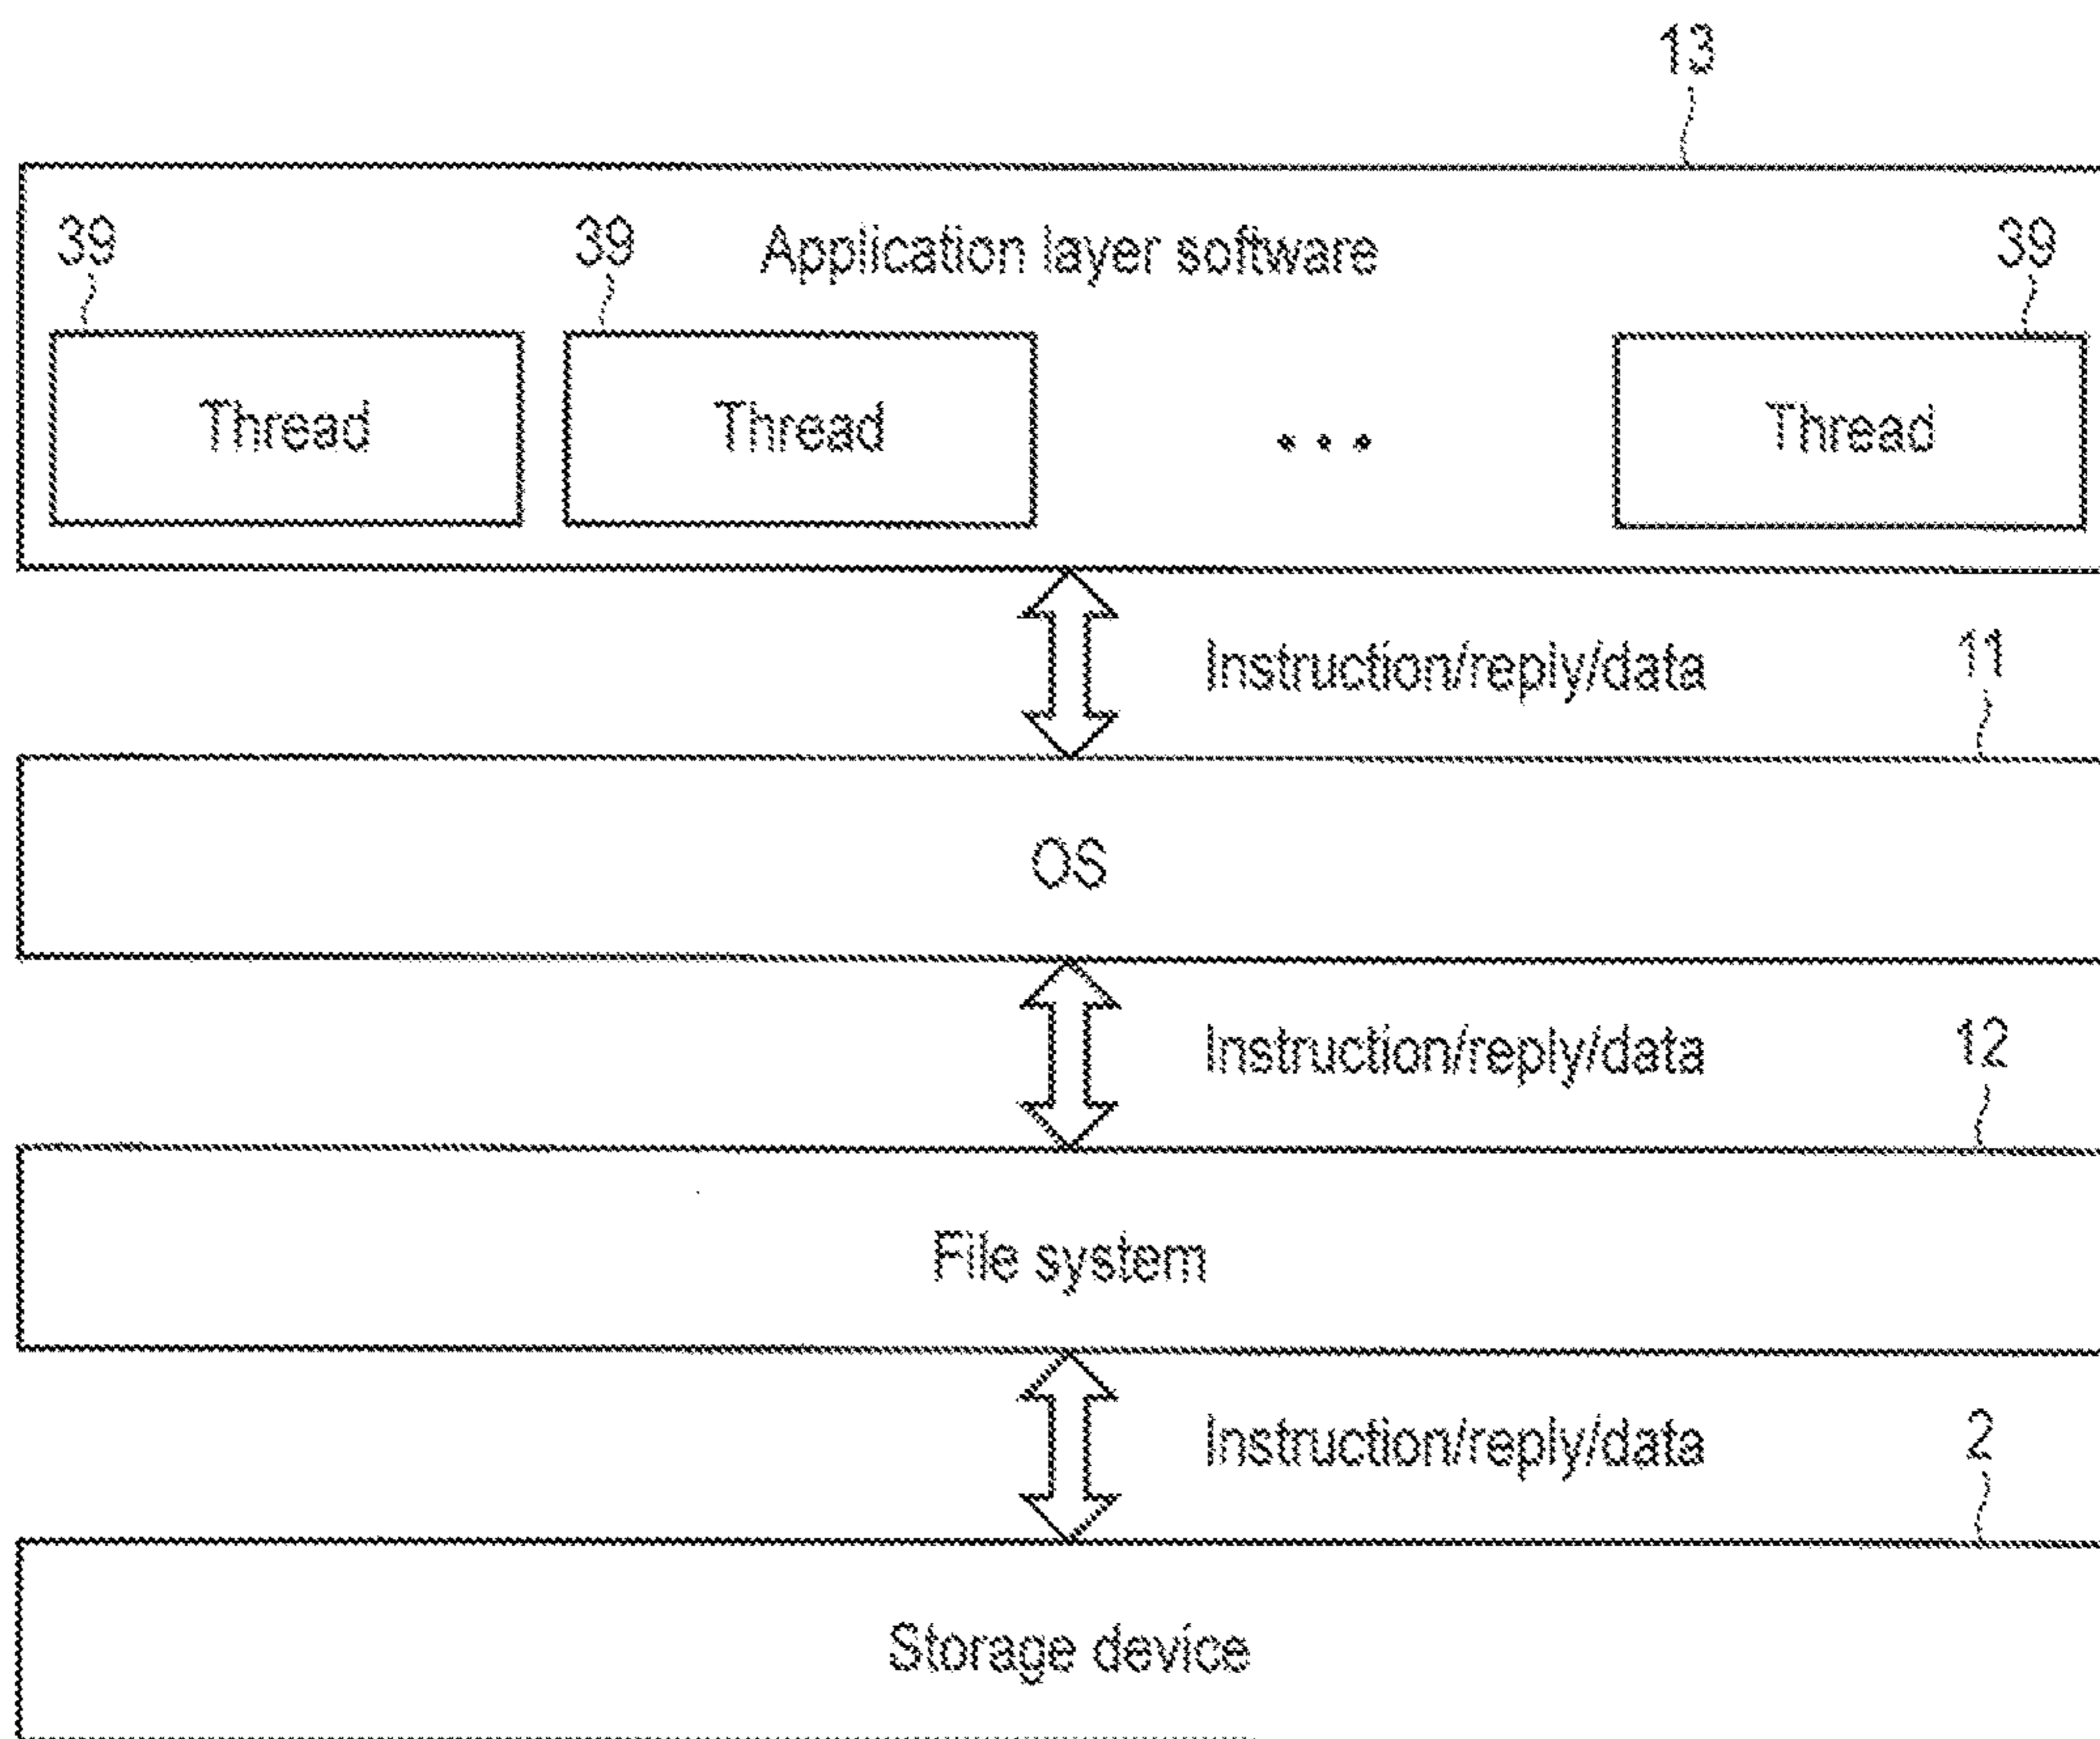 13
39 39 Application layer software 39
Thread Thread ... Thread
Instruction/reply/data 11
OS
Instruction/reply/data 12
File system
Instruction/reply/data 2
Storage device